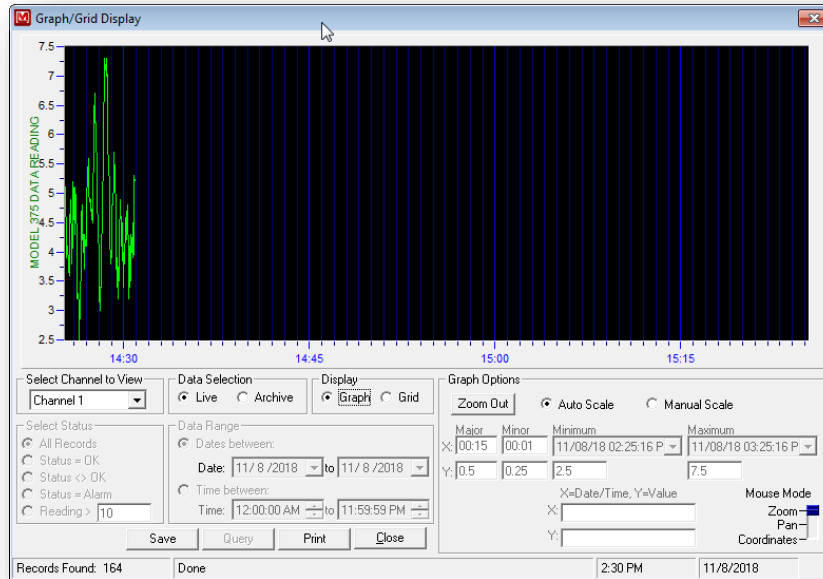 Graph/Grid Display
MODEL 375 DATA READING
7.5
7
6.5
6
5.5
5
4.5
4
3.5
3
2.5
14:30 14:45 15:00 15:15
Select Channel to View
Channel 1
Data Selection
Live Archive
Display
Graph Grid
Graph Options
Zoom Out Auto Scale Manual Scale
Major Minor Minimum Maximum
X: 00:15 00:01 11/08/18 02:25:16 P 11/08/18 03:25:16 P
Y: 0.5 0.25 2.5 7.5
X=Date/Time, Y=Value
X:
Y:
Mouse Mode
Zoom
Pan
Coordinates
Select Status
All Records
Status = OK
Status <> OK
Status = Alarm
Reading > 10
Data Range
Dates between:
Date: 11/ 8 /2018 to 11/ 8 /2018
Time between:
Time: 12:00:00 AM to 11:59:59 PM
Save Query Print Close
Records Found: 164 Done 2:30 PM 11/8/2018